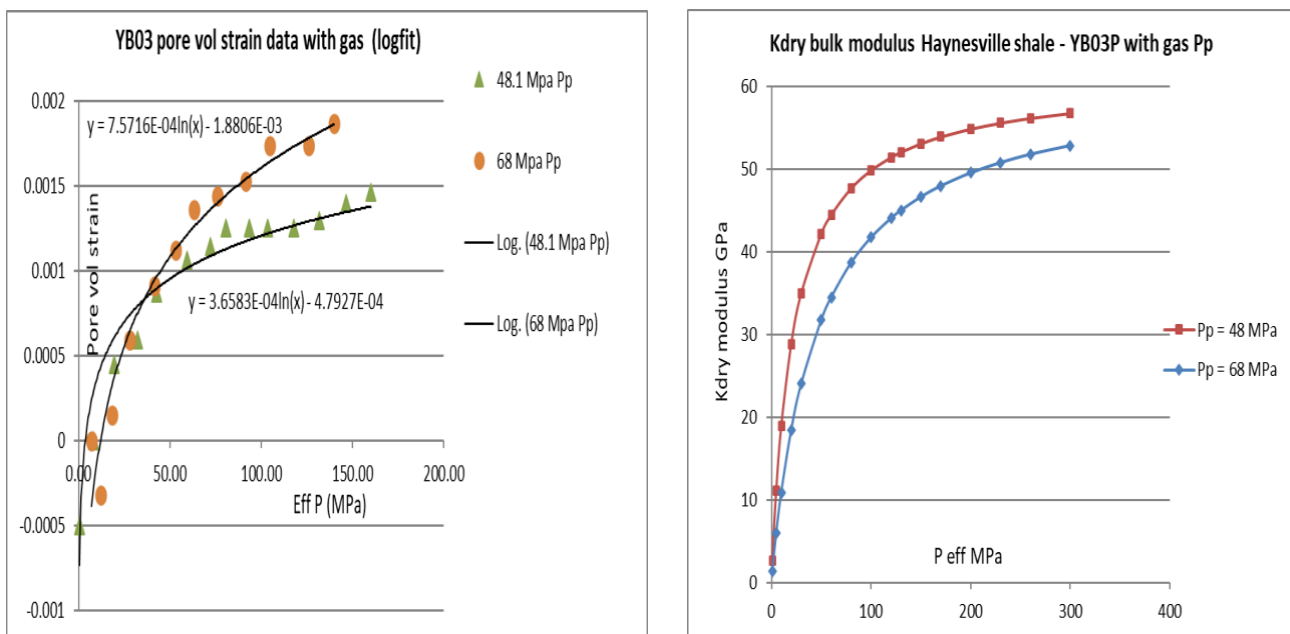 YB03 pore vol strain data with gas (logfit)
0.002
0.0015
0.001
0.0005
0
-0.0005
-0.001
Pore vol strain
y = 7.5716E-04ln(x) - 1.8806E-03
y = 3.6583E-04ln(x) - 4.7927E-04
0.00
50.00
100.00
150.00
200.00
Eff P (MPa)
48.1 Mpa Pp
68 Mpa Pp
Log. (48.1 Mpa Pp)
Log. (68 Mpa Pp)
Kdry bulk modulus Haynesville shale - YB03P with gas Pp
60
50
40
30
20
10
0
Kdry modulus GPa
P eff MPa
0
100
200
300
400
Pp = 48 MPa
Pp = 68 MPa